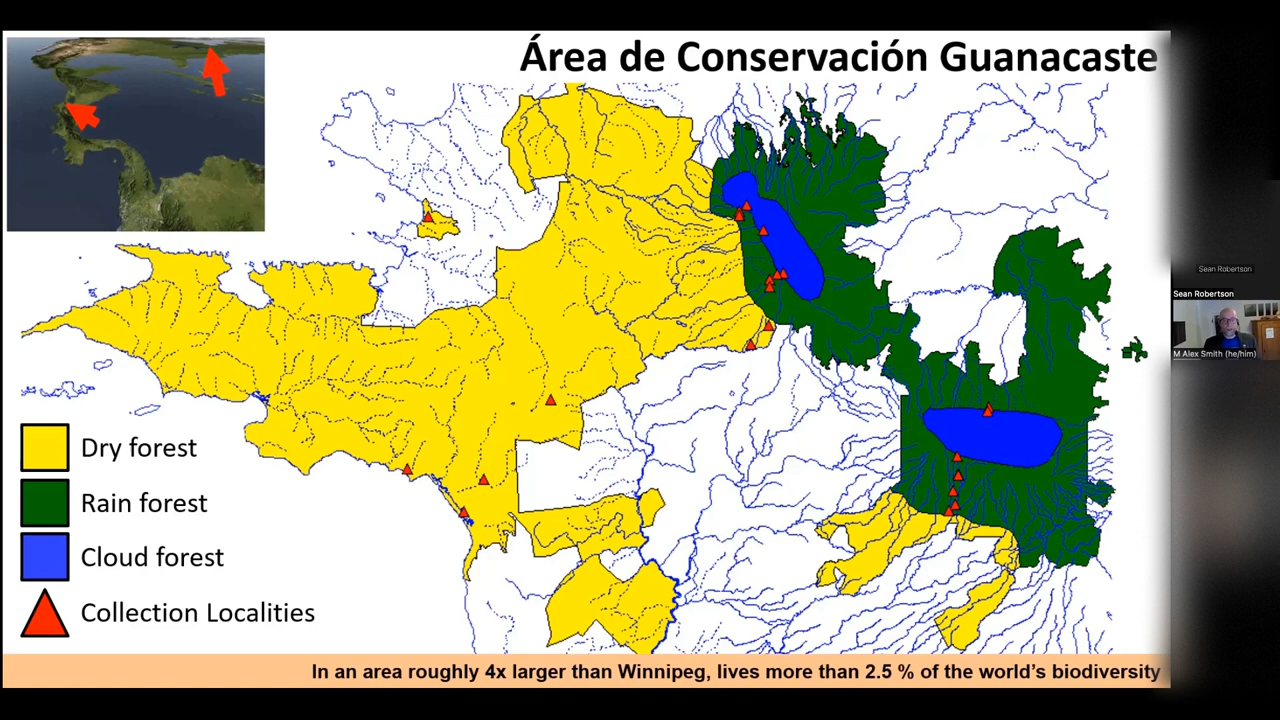 Área de Conservación Guanacaste
Dry forest
Rain forest
Cloud forest
Collection Localities
In an area roughly 4x larger than Winnipeg, lives more than 2.5 % of the world's biodiversity
Sean Robertson
Sean Robertson
M Alex Smith (he/him)